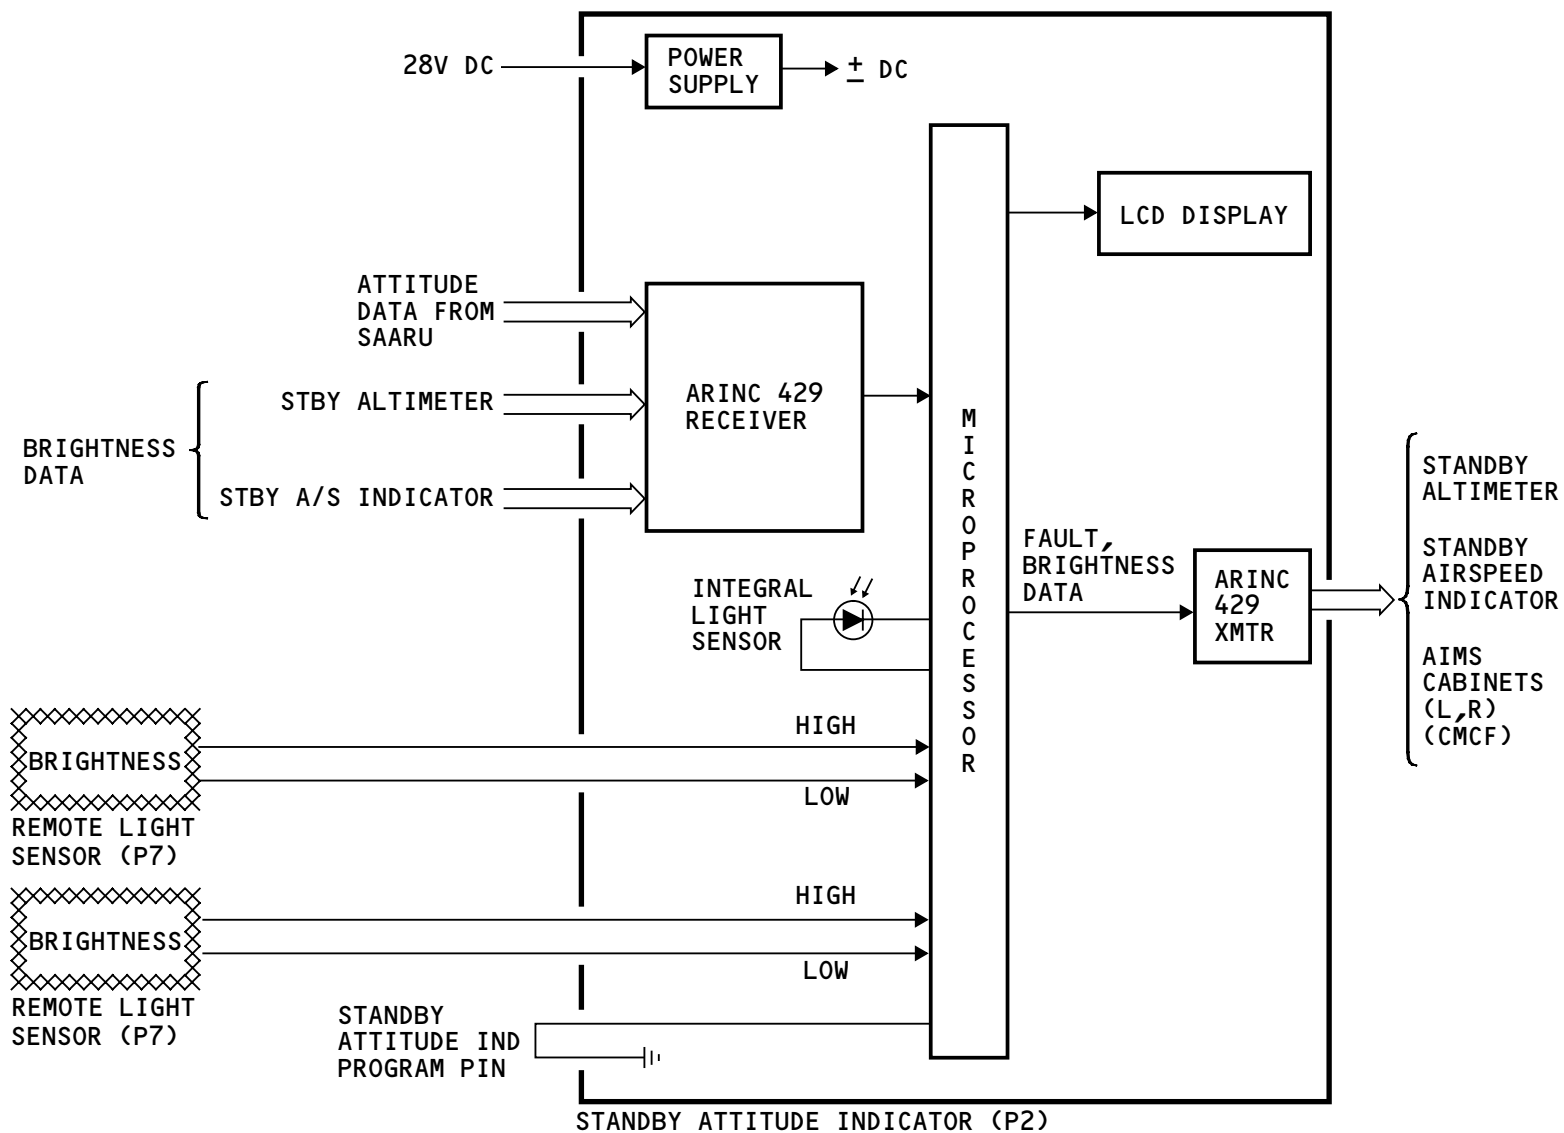 28V DC
POWER
SUPPLY
± DC
LCD DISPLAY
ATTITUDE
DATA FROM
SAARU
STBY ALTIMETER
BRIGHTNESS
DATA
STBY A/S INDICATOR
ARINC 429
RECEIVER
MICROPROCESSOR
INTEGRAL
LIGHT
SENSOR
FAULT,
BRIGHTNESS
DATA
ARINC
429
XMTR
STANDBY
ALTIMETER
STANDBY
AIRSPEED
INDICATOR
AIMS
CABINETS
(L,R)
(CMCF)
BRIGHTNESS
REMOTE LIGHT
SENSOR (P7)
HIGH
LOW
BRIGHTNESS
REMOTE LIGHT
SENSOR (P7)
HIGH
LOW
STANDBY
ATTITUDE IND
PROGRAM PIN
STANDBY ATTITUDE INDICATOR (P2)